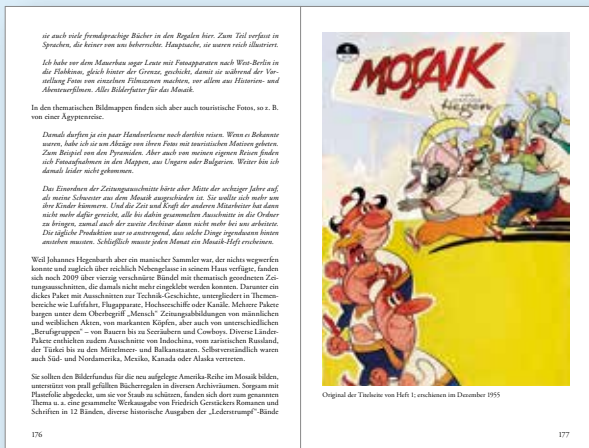 sie auch viele fremdsprachige Bücher in den Regalen hier. Zum Teil verfasst in
Sprachen, die keiner von uns beherrschte. Hauptsache, sie waren reich illustriert.
Ich habe vor dem Mauerbau sogar Leute mit Fotoapparaten nach West-Berlin in
die Flohkinos, gleich hinter der Grenze, geschickt, damit sie während der Vor-
stellung Fotos von einzelnen Filmszenen machten, vor allem aus Historien- und
Abenteuerfilmen. Alles Bilderfutter für das Mosaik.
In den thematischen Bildmappen finden sich aber auch touristische Fotos, so z. B.
von einer Ägyptenreise.
Damals durften ja ein paar Handverlesene noch dorthin reisen. Wenn es Bekannte
waren, habe ich sie um Abzüge von ihren Fotos mit touristischen Motiven gebeten.
Zum Beispiel von den Pyramiden. Aber auch von meinen eigenen Reisen finden
sich Fotoaufnahmen in den Mappen, aus Ungarn oder Bulgarien. Weiter bin ich
damals leider nicht gekommen.
Das Einordnen der Zeitungsausschnitte hörte aber Mitte der sechziger Jahre auf,
als meine Schwester aus dem Mosaik ausgeschieden ist. Sie wollte sich mehr um
ihre Kinder kümmern. Und die Zeit und Kraft der anderen Mitarbeiter hat dann
nicht mehr dafür gereicht, alle bis dahin gesammelten Ausschnitte in die Ordner
zu bringen, zumal auch der zweite Archivar dann nicht mehr bei uns arbeitete.
Die tägliche Produktion war so anstrengend, dass solche Dinge irgendwann hinten
anstehen mussten. Schließlich musste jeden Monat ein Mosaik-Heft erscheinen.
Weil Johannes Hegenbarth aber ein manischer Sammler war, der nichts wegwerfen
konnte und zugleich über reichlich Nebengelasse in seinem Haus verfügte, fanden
sich noch 2009 über vierzig verschnürte Bündel mit thematisch geordneten Zei-
tungsausschnitten, die damals nicht mehr eingeklebt werden konnten. Darunter ein
dickes Paket mit Ausschnitten zur Technik-Geschichte, untergliedert in Themen-
bereiche wie Luftfahrt, Flugapparate, Hochseeschiffe oder Kanäle. Mehrere Pakete
bargen unter dem Oberbegriff „Mensch" Zeitungsabbildungen von männlichen
und weiblichen Akten, von markanten Köpfen, aber auch von unterschiedlichen
„Berufsgruppen" – von Bauern bis zu Seeräubern und Cowboys. Diverse Länder-
Pakete enthielten zudem Ausschnitte von Indochina, vom zaristischen Russland,
der Türkei bis zu den Mittelmeer- und Balkanstaaten. Selbstverständlich waren
auch Süd- und Nordamerika, Mexiko, Kanada oder Alaska vertreten.
Sie sollten den Bilderfundus für die neu aufgelegte Amerika-Reihe im Mosaik bilden,
unterstützt von prall gefüllten Bücherregalen in diversen Archivräumen. Sorgsam mit
Plastefolie abgedeckt, um sie vor Staub zu schützen, fanden sich dort zum genannten
Thema u. a. eine gesammelte Werkausgabe von Friedrich Gerstäckers Romanen und
Schriften in 12 Bänden, diverse historische Ausgaben der „Lederstrumpf"-Bände
176
MOSAIK
Hegen
Original der Titelseite von Heft 1; erschienen im Dezember 1955
177